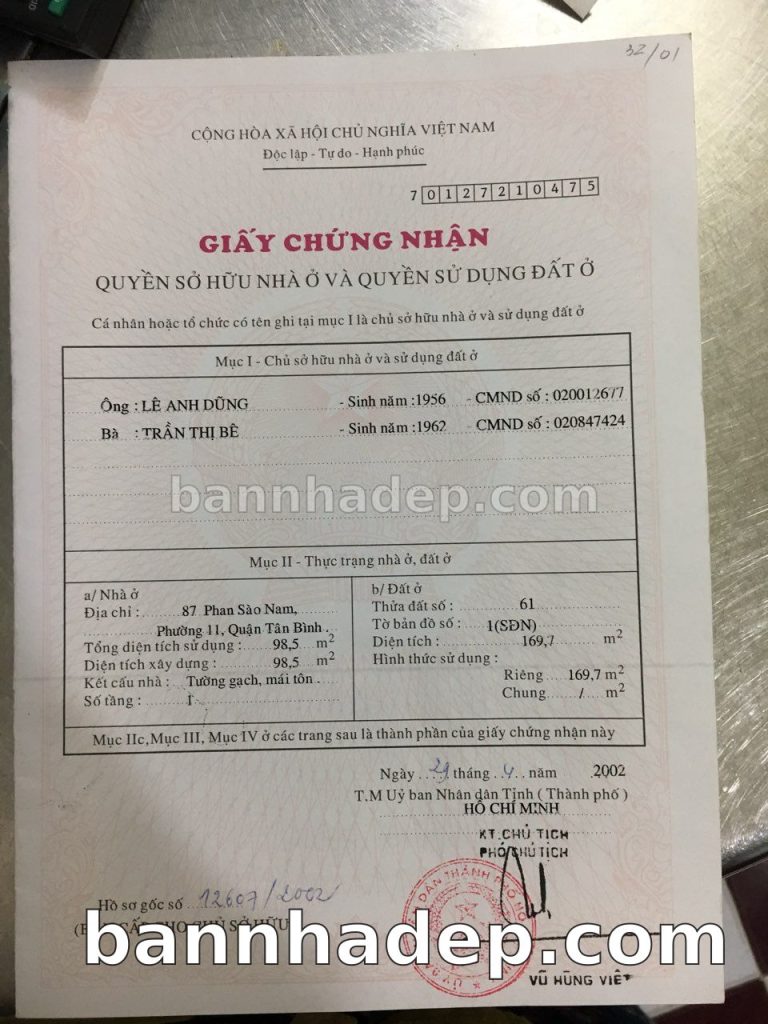 32/01
CỘNG HÒA XÃ HỘI CHỦ NGHĨA VIỆT NAM
Độc lập - Tự do - Hạnh phúc
7 0127210475
GIẤY CHỨNG NHẬN
QUYỀN SỞ HỮU NHÀ Ở VÀ QUYỀN SỬ DỤNG ĐẤT Ở
Cá nhân hoặc tổ chức có tên ghi tại mục I là chủ sở hữu nhà ở và sử dụng đất ở
Mục I - Chủ sở hữu nhà ở và sử dụng đất ở
Ông : LÊ ANH DŨNG - Sinh năm :1956 - CMND số : 020012677
Bà : TRẦN THỊ BÊ - Sinh năm :1962 - CMND số : 020847424
bannhadep.com
Mục II - Thực trạng nhà ở, đất ở
a/ Nhà ở
Địa chỉ : 87 Phan Sào Nam,
Phường 11, Quận Tân Bình .
Tổng diện tích sử dụng : 98,5 m2
Diện tích xây dựng : 98,5 m2
Kết cấu nhà : Tường gạch, mái tôn .
Số tầng : 1
b/ Đất ở
Thửa đất số : 61
Tờ bản đồ số : 1(SĐN)
Diện tích : 169,7 m2
Hình thức sử dụng :
Riêng 169,7 m2
Chung / m2
Mục IIc,Mục III, Mục IV ở các trang sau là thành phần của giấy chứng nhận này
Ngày 29 tháng 4 năm 2002
T.M Uỷ ban Nhân dân Tỉnh ( Thành phố )
HỒ CHÍ MINH
KT.CHỦ TỊCH
PHÓ CHỦ TỊCH
Hồ sơ gốc số 12607/2002
CẤP CHO CHỦ SỞ HỮU
bannhadep.com
VŨ HÙNG VIỆT